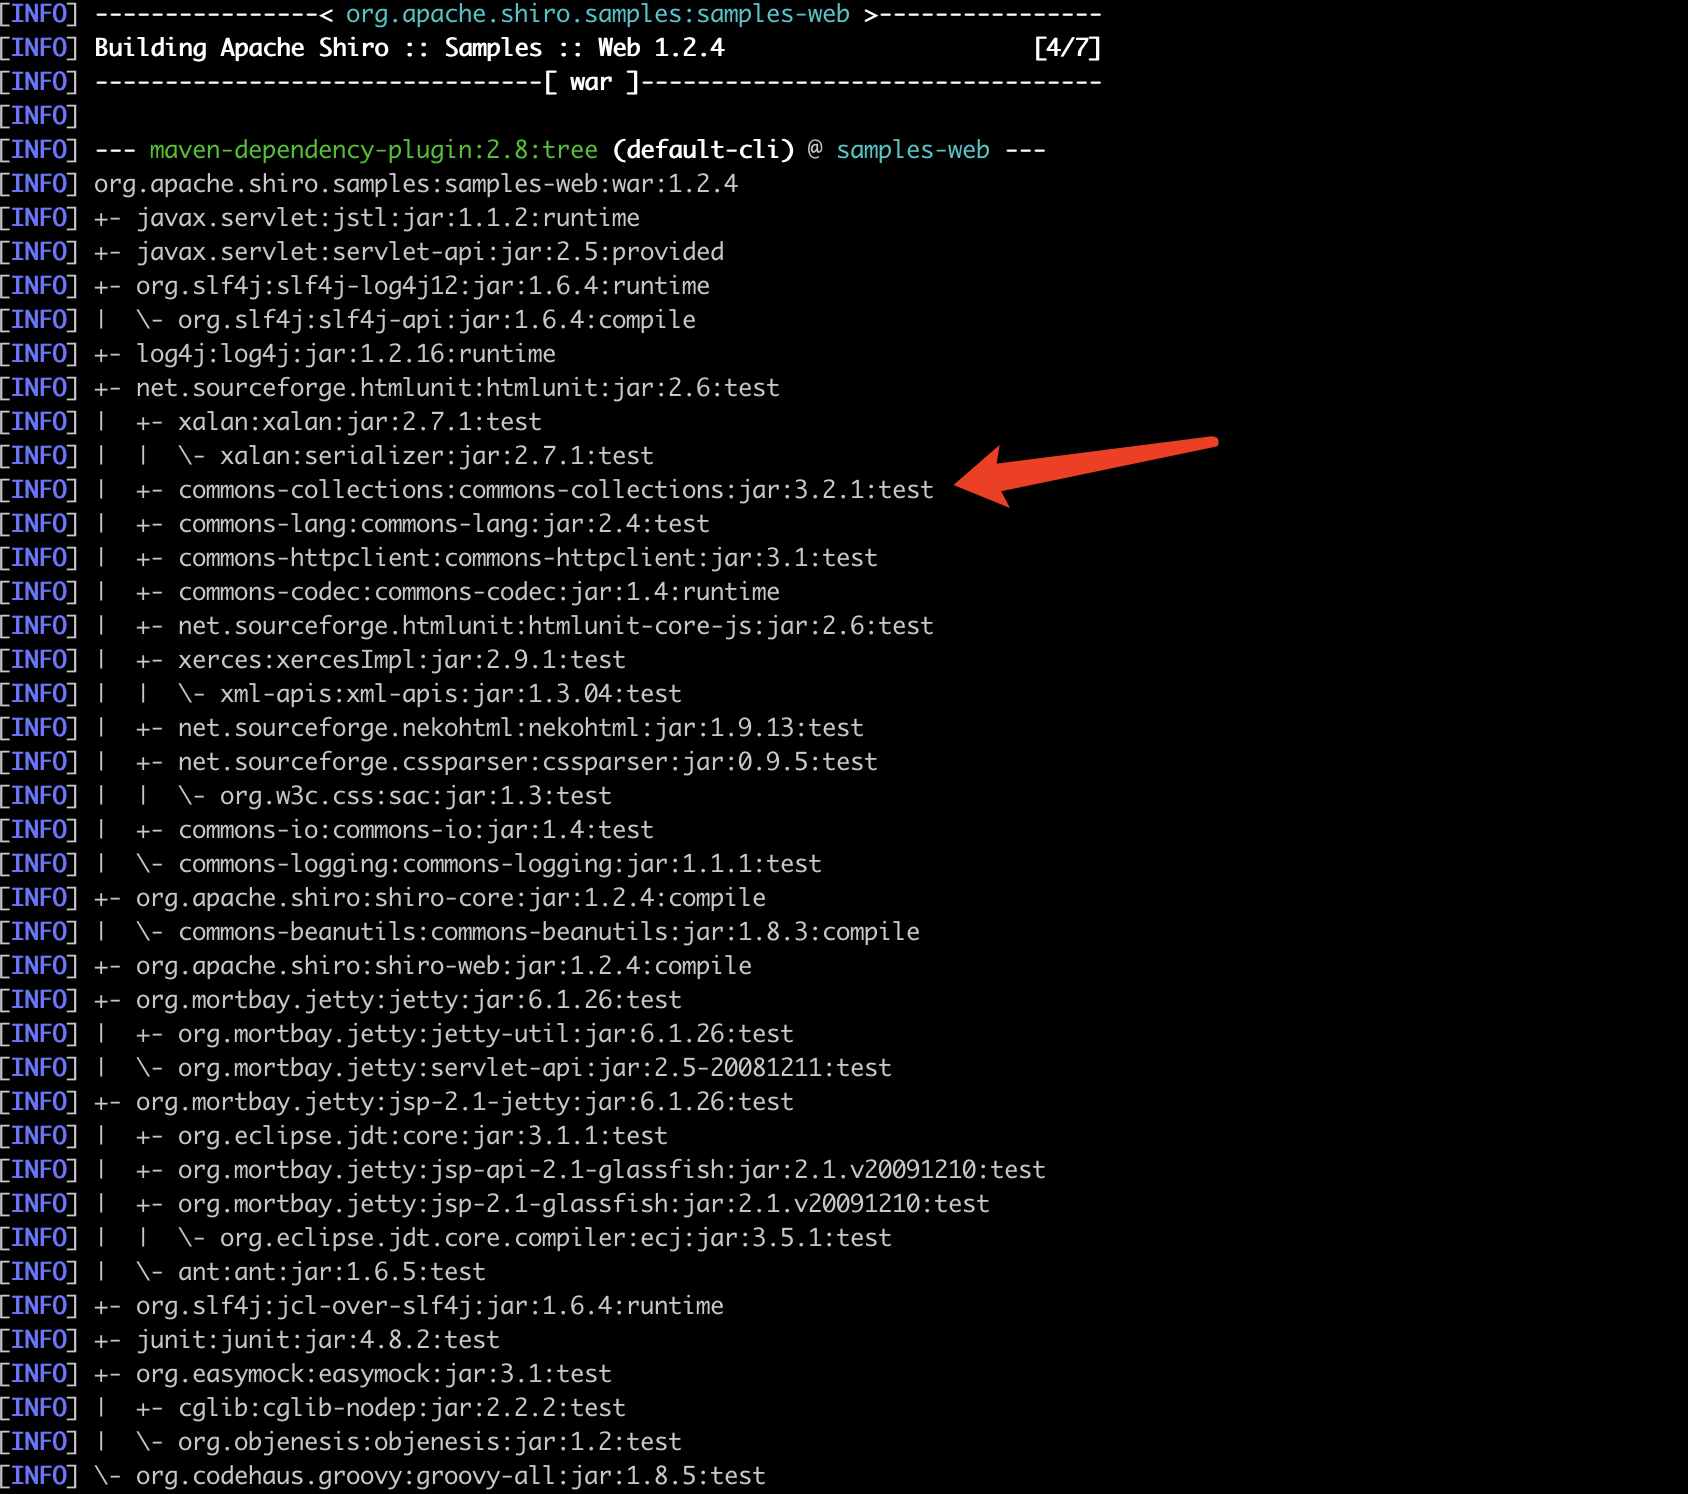 [INFO] ----------------< org.apache.shiro.samples:samples-web >----------------
[INFO] Building Apache Shiro :: Samples :: Web 1.2.4                      [4/7]
[INFO] --------------------------------[ war ]---------------------------------
[INFO]
[INFO] --- maven-dependency-plugin:2.8:tree (default-cli) @ samples-web ---
[INFO] org.apache.shiro.samples:samples-web:war:1.2.4
[INFO] +- javax.servlet:jstl:jar:1.1.2:runtime
[INFO] +- javax.servlet:servlet-api:jar:2.5:provided
[INFO] +- org.slf4j:slf4j-log4j12:jar:1.6.4:runtime
[INFO] |  \- org.slf4j:slf4j-api:jar:1.6.4:compile
[INFO] +- log4j:log4j:jar:1.2.16:runtime
[INFO] +- net.sourceforge.htmlunit:htmlunit:jar:2.6:test
[INFO] |  +- xalan:xalan:jar:2.7.1:test
[INFO] |  |  \- xalan:serializer:jar:2.7.1:test
[INFO] |  +- commons-collections:commons-collections:jar:3.2.1:test
[INFO] |  +- commons-lang:commons-lang:jar:2.4:test
[INFO] |  +- commons-httpclient:commons-httpclient:jar:3.1:test
[INFO] |  +- commons-codec:commons-codec:jar:1.4:runtime
[INFO] |  +- net.sourceforge.htmlunit:htmlunit-core-js:jar:2.6:test
[INFO] |  +- xerces:xercesImpl:jar:2.9.1:test
[INFO] |  |  \- xml-apis:xml-apis:jar:1.3.04:test
[INFO] |  +- net.sourceforge.nekohtml:nekohtml:jar:1.9.13:test
[INFO] |  +- net.sourceforge.cssparser:cssparser:jar:0.9.5:test
[INFO] |  |  \- org.w3c.css:sac:jar:1.3:test
[INFO] |  +- commons-io:commons-io:jar:1.4:test
[INFO] |  \- commons-logging:commons-logging:jar:1.1.1:test
[INFO] +- org.apache.shiro:shiro-core:jar:1.2.4:compile
[INFO] |  \- commons-beanutils:commons-beanutils:jar:1.8.3:compile
[INFO] +- org.apache.shiro:shiro-web:jar:1.2.4:compile
[INFO] +- org.mortbay.jetty:jetty:jar:6.1.26:test
[INFO] |  +- org.mortbay.jetty:jetty-util:jar:6.1.26:test
[INFO] |  \- org.mortbay.jetty:servlet-api:jar:2.5-20081211:test
[INFO] +- org.mortbay.jetty:jsp-2.1-jetty:jar:6.1.26:test
[INFO] |  +- org.eclipse.jdt:core:jar:3.1.1:test
[INFO] |  +- org.mortbay.jetty:jsp-api-2.1-glassfish:jar:2.1.v20091210:test
[INFO] |  +- org.mortbay.jetty:jsp-2.1-glassfish:jar:2.1.v20091210:test
[INFO] |  |  \- org.eclipse.jdt.core.compiler:ecj:jar:3.5.1:test
[INFO] |  \- ant:ant:jar:1.6.5:test
[INFO] +- org.slf4j:jcl-over-slf4j:jar:1.6.4:runtime
[INFO] +- junit:junit:jar:4.8.2:test
[INFO] +- org.easymock:easymock:jar:3.1:test
[INFO] |  +- cglib:cglib-nodep:jar:2.2.2:test
[INFO] |  \- org.objenesis:objenesis:jar:1.2:test
[INFO] \- org.codehaus.groovy:groovy-all:jar:1.8.5:test